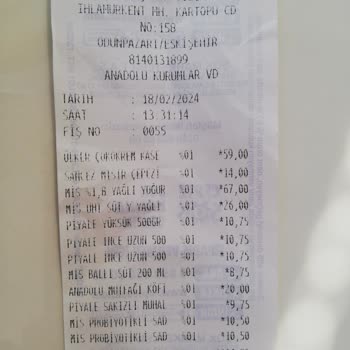 IHLAMURKENT MH. KARTOPU CD
NO:158
ODUNPAZARI/ESKİŞEHİR
8140131899
ANADOLU KURUMLAR VD
TARİH : 18/02/2024
SAAT : 13:31:14
FİŞ NO : 0055
ÜLKER ÇOKOKREM KASE %01 *59,00
MISIR %01 *14,00
MİS %1,8 YAĞLI YOĞUR %01 *67,00
MİS UHT SÜT Y.YAĞLI %01 *26,00
PİYALE YÜKSÜK 500GR %01 *10,75
PİYALE İNCE UZUN 500 %01 *10,75
PİYALE İNCE UZUN 500 %01 *10,75
MİS BALLI SÜT 200 ML %01 *8,75
ANADOLU MUTFAĞI KÖFT %01 *20,00
PİYALE SAKIZLI MUHAL %01 *9,75
MİS PROBİYOTİKLİ SAD %01 *10,50
MİS PROBİYOTİKLİ SAD %01 *10,50